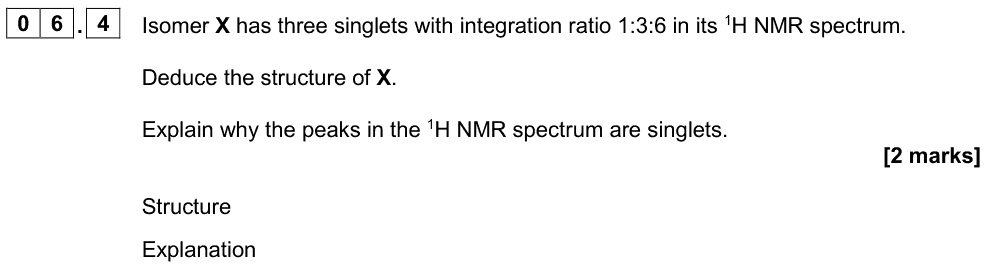 0 6 . 4 Isomer X has three singlets with integration ratio 1:3:6 in its ¹H NMR spectrum.
Deduce the structure of X.
Explain why the peaks in the ¹H NMR spectrum are singlets.
[2 marks]
Structure
Explanation